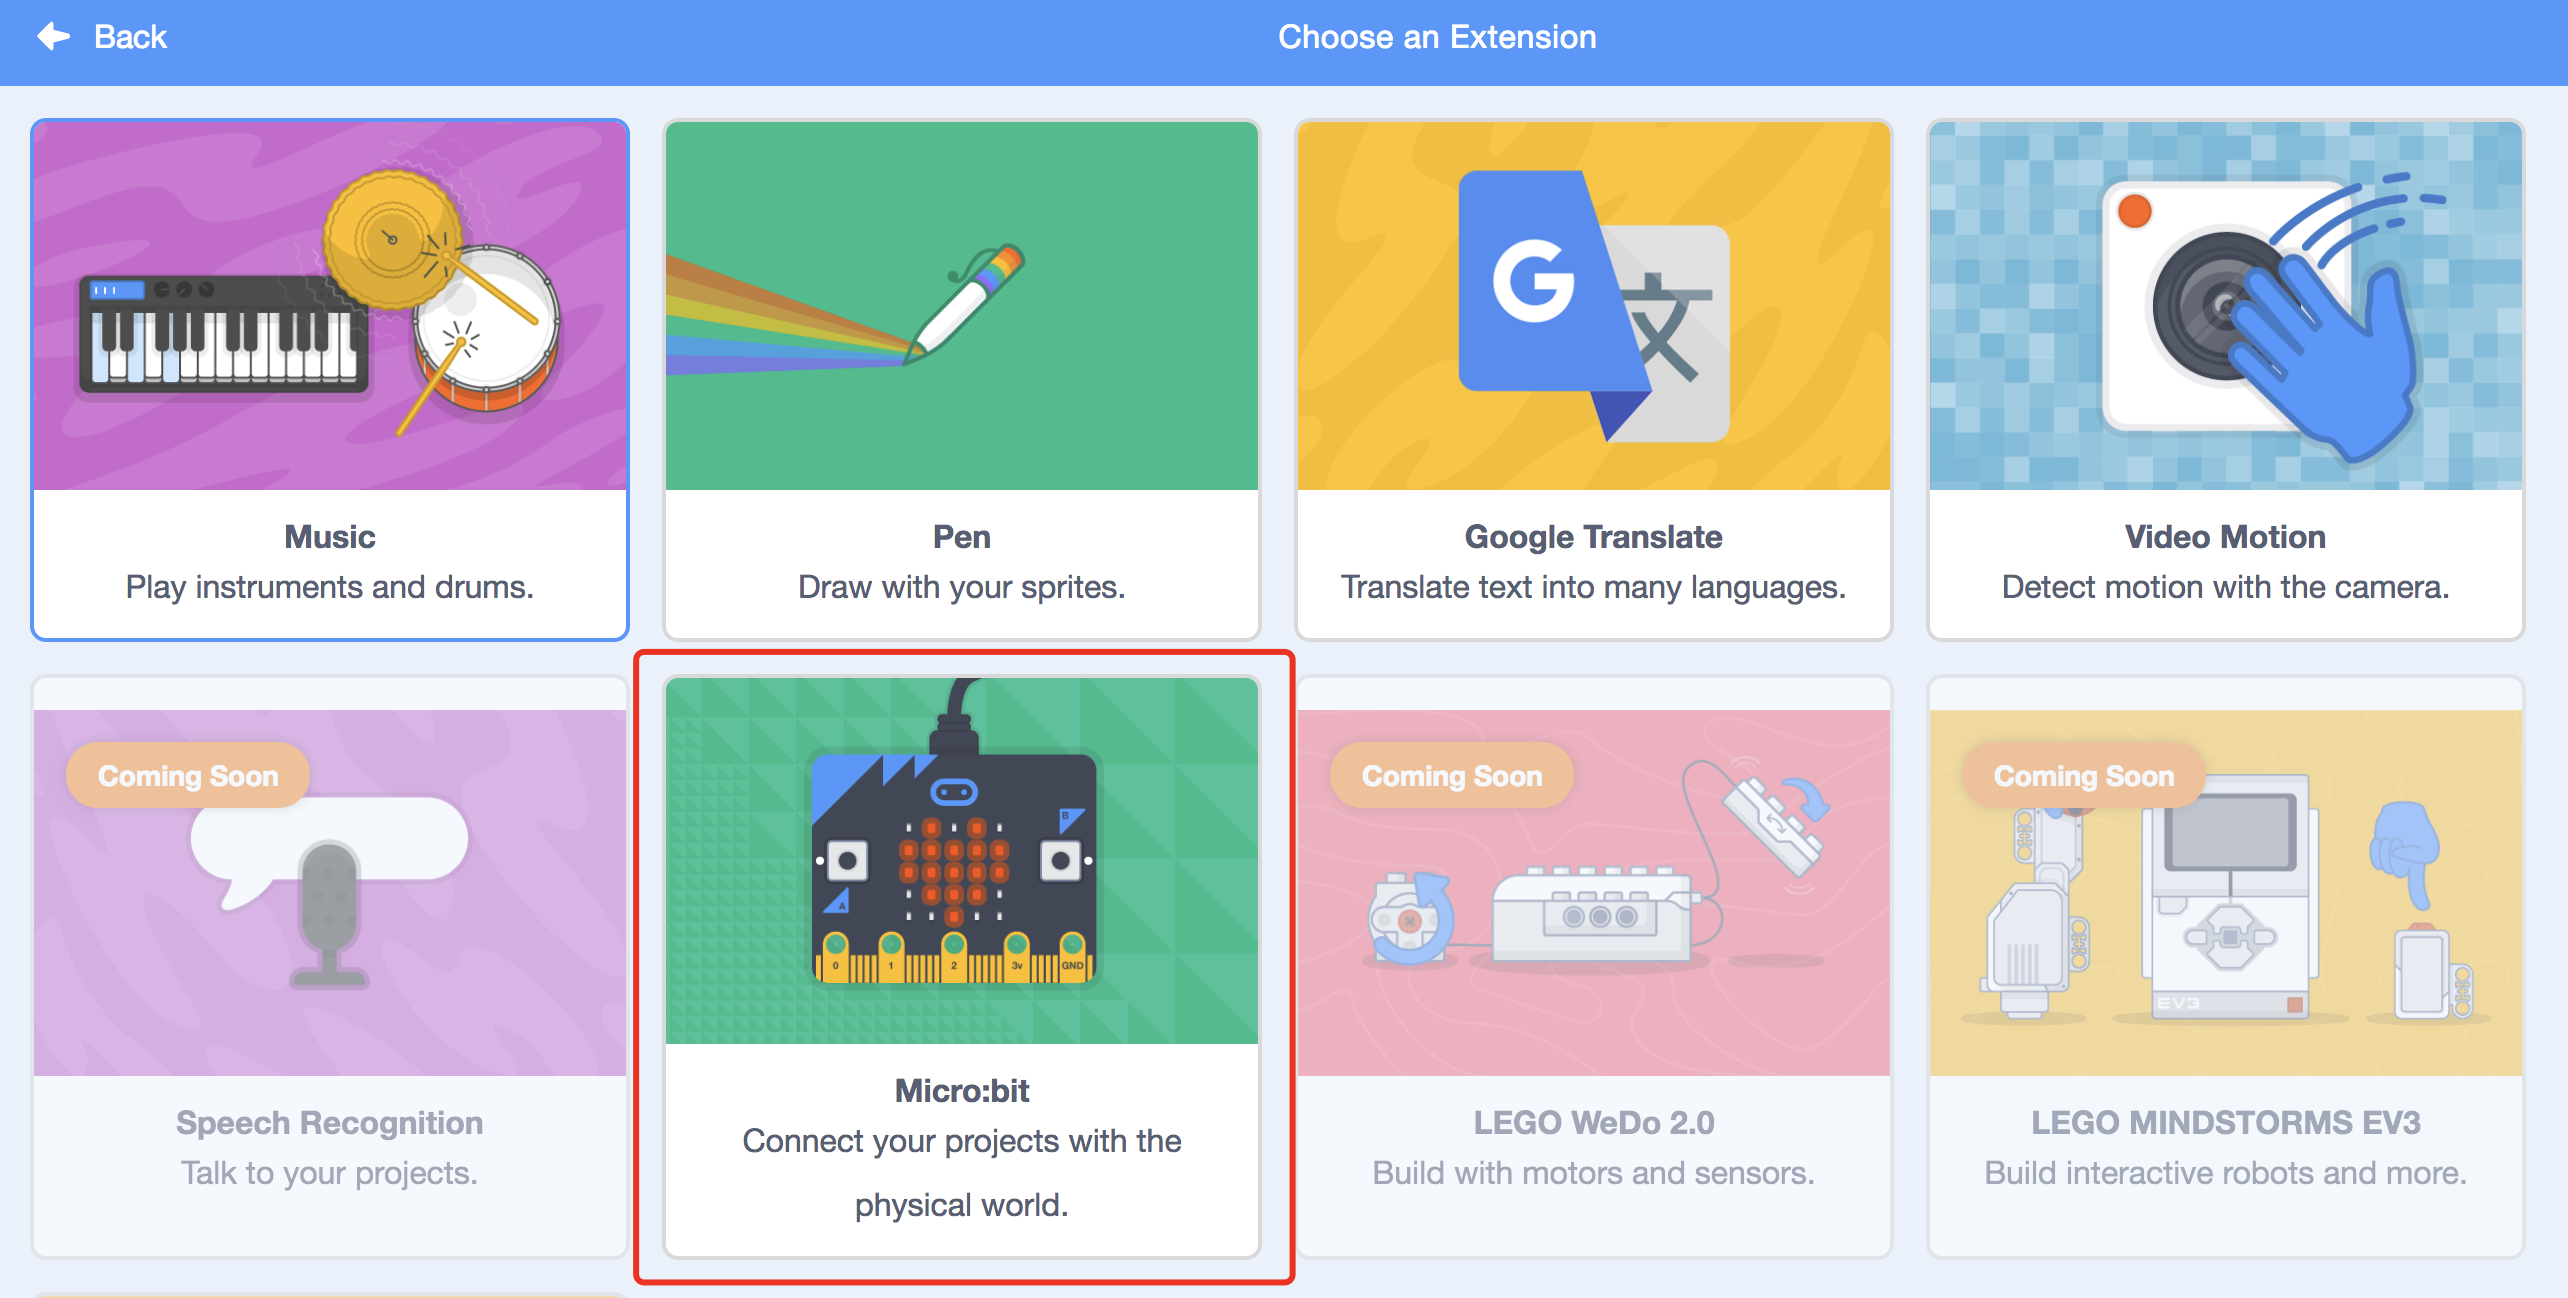 Back
Choose an Extension
Music
Play instruments and drums.
Pen
Draw with your sprites.
G 文
Google Translate
Translate text into many languages.
Video Motion
Detect motion with the camera.
Coming Soon
Speech Recognition
Talk to your projects.
B
A
0 1 2 3v GND
Micro:bit
Connect your projects with the
physical world.
Coming Soon
LEGO WeDo 2.0
Build with motors and sensors.
Coming Soon
EV3
LEGO MINDSTORMS EV3
Build interactive robots and more.